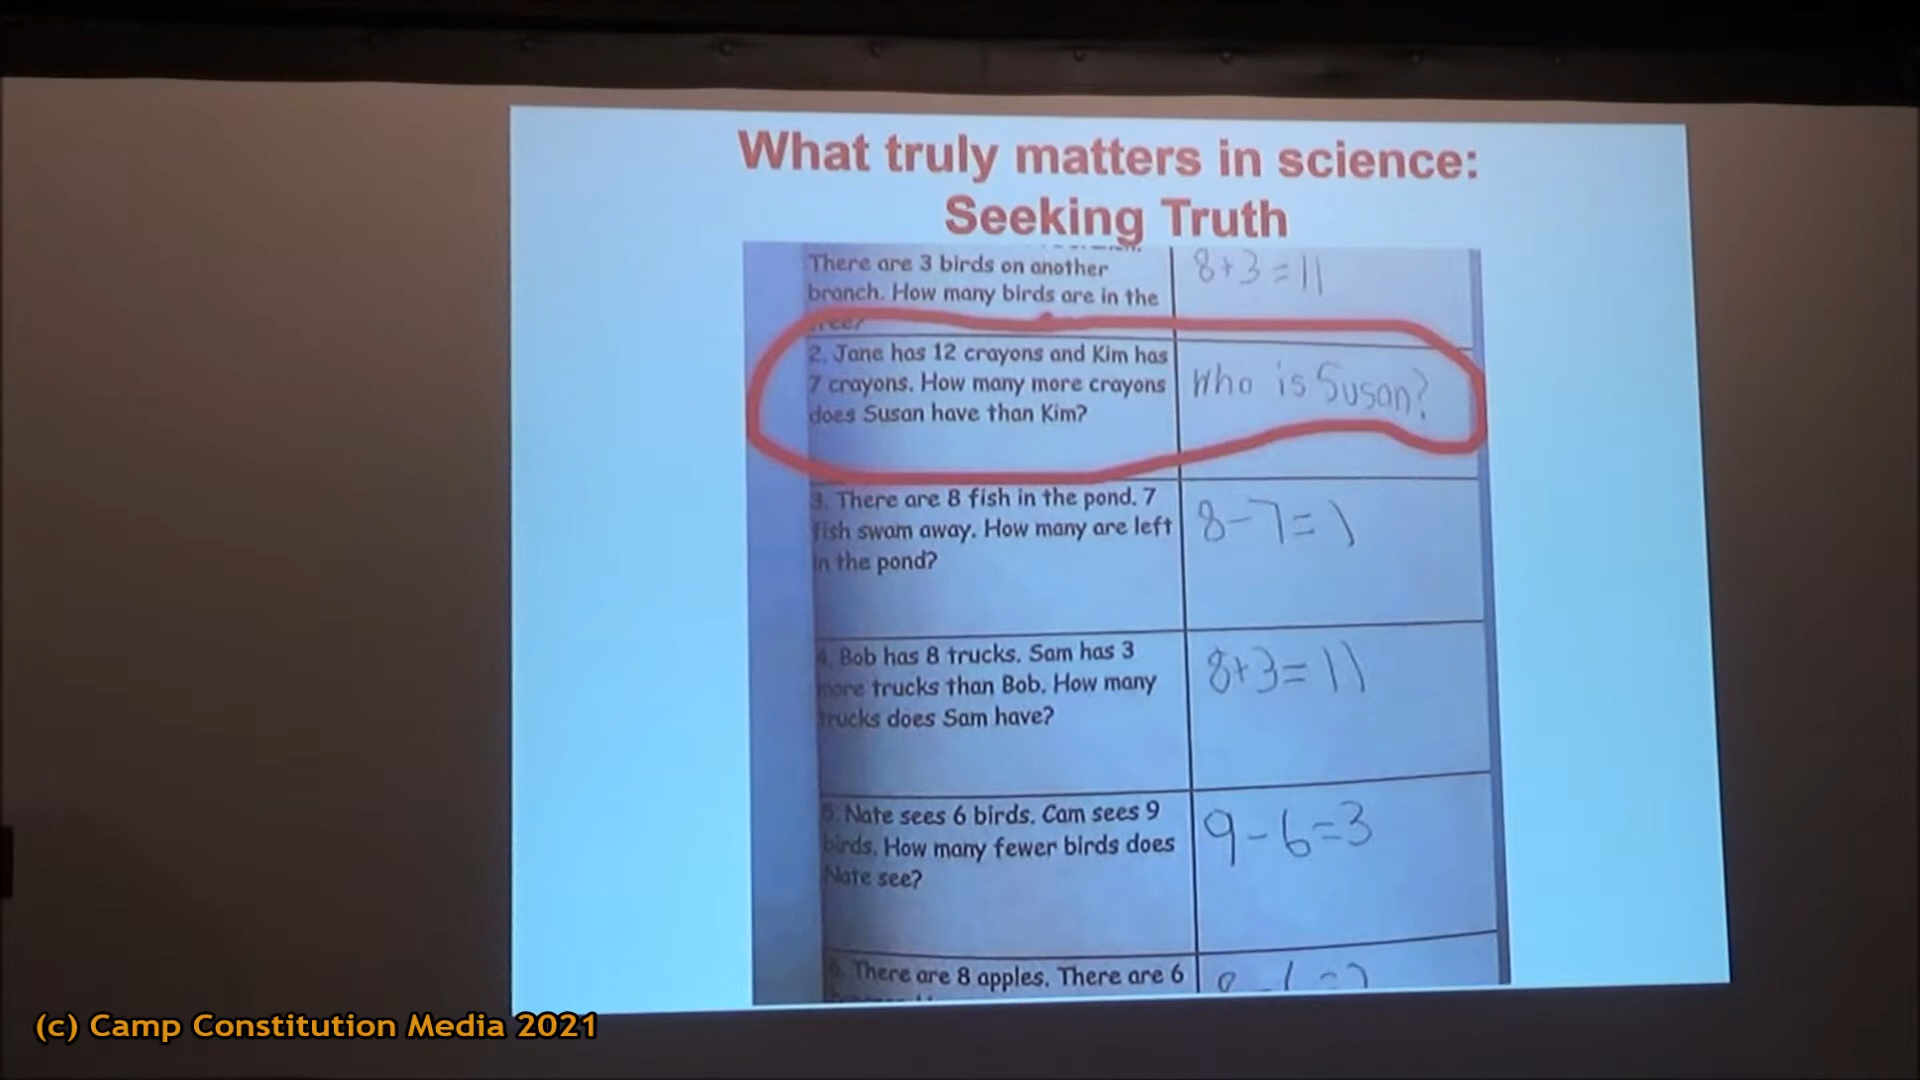 What truly matters in science:
Seeking Truth
There are 3 birds on another
branch. How many birds are in the
tree?
8+3=11
2. Jane has 12 crayons and Kim has
7 crayons. How many more crayons
does Susan have than Kim?
Who is Susan?
3. There are 8 fish in the pond. 7
fish swam away. How many are left
in the pond?
8-7=1
4. Bob has 8 trucks. Sam has 3
more trucks than Bob. How many
trucks does Sam have?
8+3=11
5. Nate sees 6 birds. Cam sees 9
birds. How many fewer birds does
Nate see?
9-6=3
6. There are 8 apples. There are 6
(c) Camp Constitution Media 2021